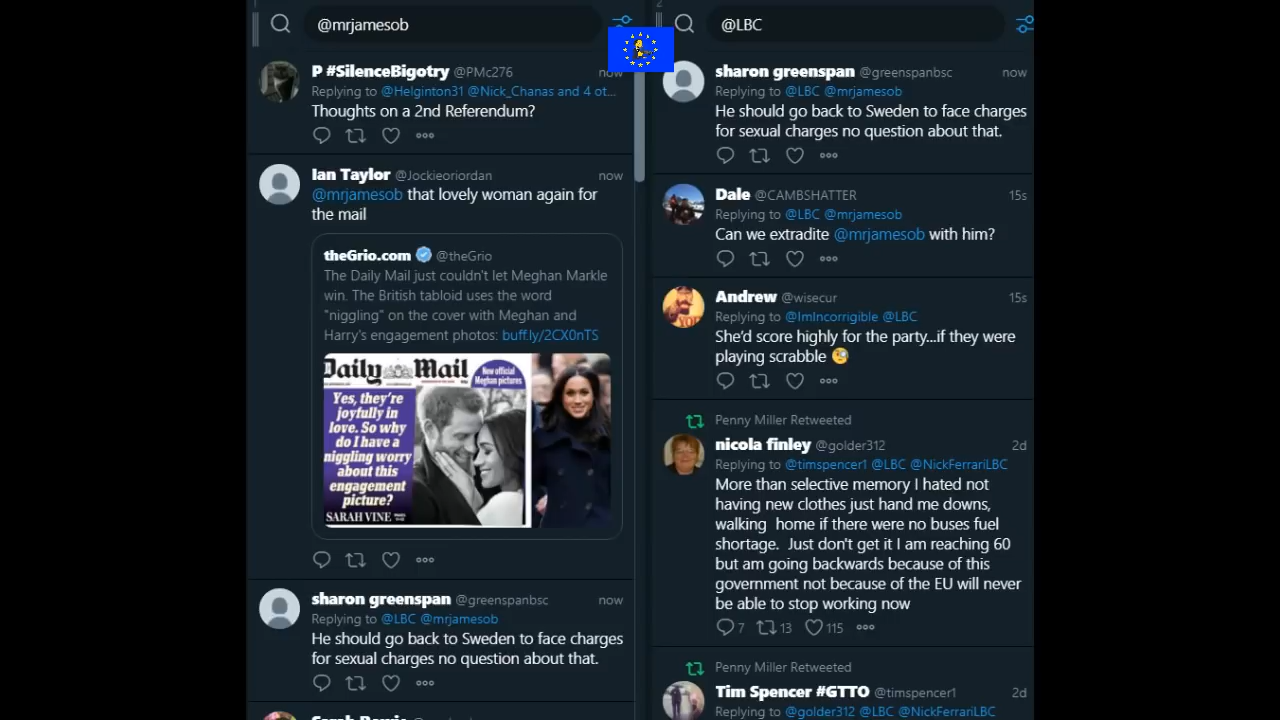 @mrjamesob
P #SilenceBigotry @PMc276 now
Replying to @Helginton31 @Nick_Chanas and 4 ot...
Thoughts on a 2nd Referendum?
Ian Taylor @Jockieoriordan now
@mrjamesob that lovely woman again for
the mail
theGrio.com @theGrio
The Daily Mail just couldn't let Meghan Markle
win. The British tabloid uses the word
"niggling" on the cover with Meghan and
Harry's engagement photos: buff.ly/2CX0nTS
Daily Mail
New official
Meghan pictures
Yes, they're
joyfully in
love. So why
do I have a
niggling worry
about this
engagement
picture?
SARAH VINE
sharon greenspan @greenspanbsc now
Replying to @LBC @mrjamesob
He should go back to Sweden to face charges
for sexual charges no question about that.
2
@LBC
sharon greenspan @greenspanbsc now
Replying to @LBC @mrjamesob
He should go back to Sweden to face charges
for sexual charges no question about that.
Dale @CAMBSHATTER 15s
Replying to @LBC @mrjamesob
Can we extradite @mrjamesob with him?
Andrew @wisecur 15s
Replying to @ImIncorrigible @LBC
She'd score highly for the party...if they were
playing scrabble 🧐
Penny Miller Retweeted
nicola finley @golder312 2d
Replying to @timspencer1 @LBC @NickFerrariLBC
More than selective memory I hated not
having new clothes just hand me downs,
walking home if there were no buses fuel
shortage. Just don't get it I am reaching 60
but am going backwards because of this
government not because of the EU will never
be able to stop working now
7 13 115
Penny Miller Retweeted
Tim Spencer #GTTO @timspencer1 2d
Replying to @golder312 @LBC @NickFerrariLBC